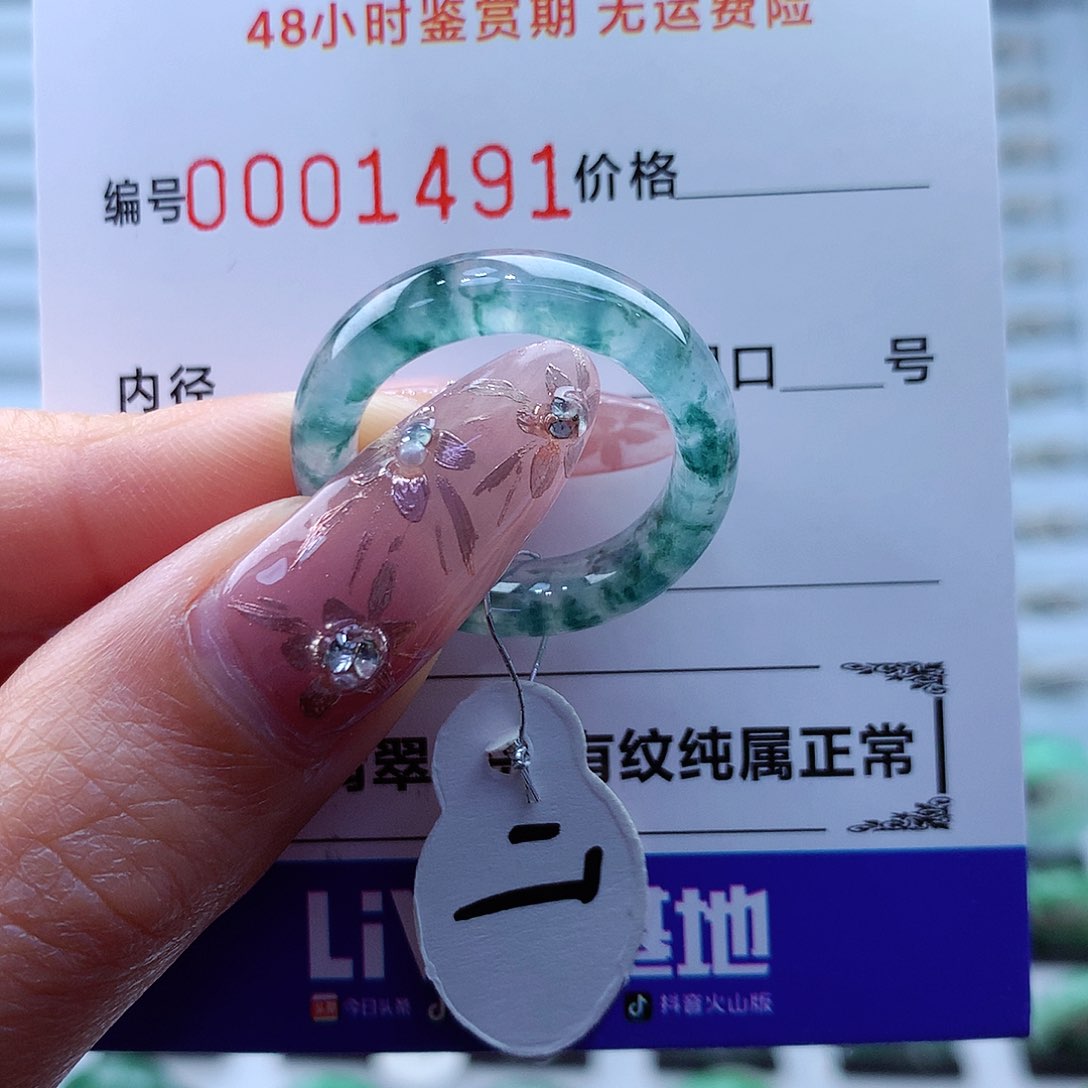 48小时鉴赏期 无运费险
编号0001491价格
内径
口 号
翠 有纹纯属正常
LiV 基地
今日头条
抖音火山版